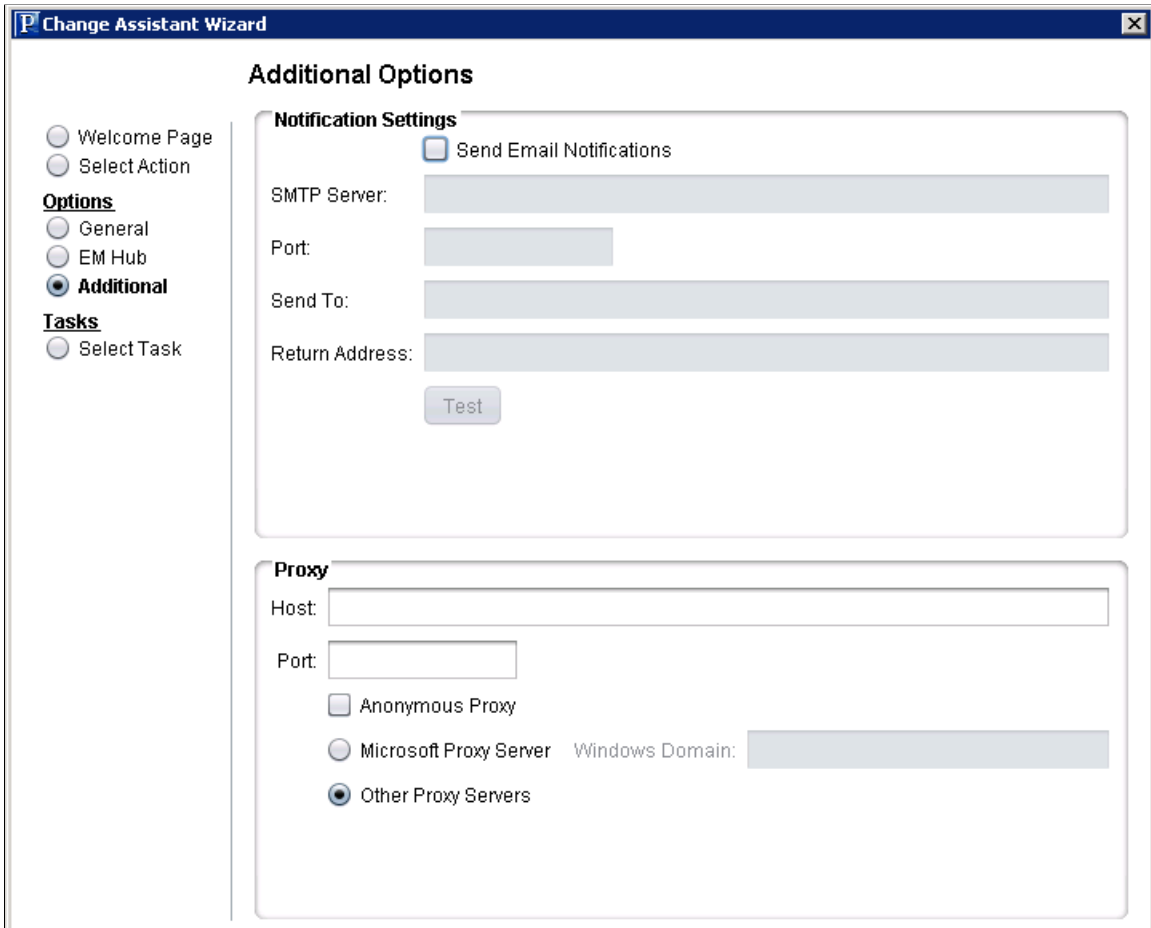 P Change Assistant Wizard
Additional Options
Welcome Page
Select Action
Options
General
EM Hub
Additional
Tasks
Select Task
Notification Settings
Send Email Notifications
SMTP Server:
Port:
Send To:
Return Address:
Test
Proxy
Host:
Port:
Anonymous Proxy
Microsoft Proxy Server Windows Domain:
Other Proxy Servers